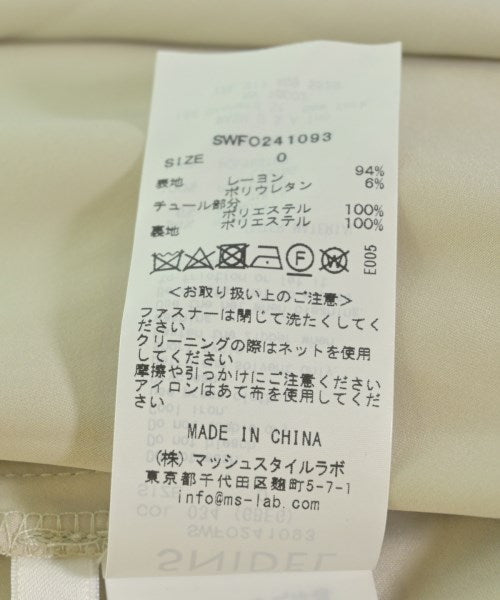 SWFO241093
SIZE 0
表地 レーヨン 94%
ポリウレタン 6%
チュール部分
ポリエステル 100%
裏地 ポリエステル 100%
E005
<お取り扱い上のご注意>
ファスナーは閉じて洗たくしてく
ださい
クリーニングの際はネットを使用
してください
摩擦や引っかけにご注意ください
アイロンはあて布を使用してくだ
さい
MADE IN CHINA
(株) マッシュスタイルラボ
東京都千代田区麹町5-7-1
info@ms-lab.com
SIZE
COL 034 (GBEG)
SWFO241093
SNIDEL